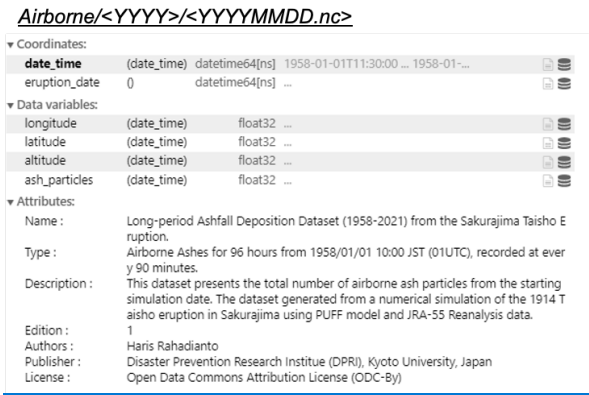 Airborne/<YYYY>/<YYYYMMDD.nc>
▾ Coordinates:
date_time (date_time) datetime64[ns] 1958-01-01T11:30:00 ... 1958-01-...
eruption_date () datetime64[ns] ...
▾ Data variables:
longitude (date_time) float32 ...
latitude (date_time) float32 ...
altitude (date_time) float32 ...
ash_particles (date_time) float32 ...
▾ Attributes:
Name : Long-period Ashfall Deposition Dataset (1958-2021) from the Sakurajima Taisho E
ruption.
Type : Airborne Ashes for 96 hours from 1958/01/01 10:00 JST (01UTC), recorded at ever
y 90 minutes.
Description : This dataset presents the total number of airborne ash particles from the starting
simulation date. The dataset generated from a numerical simulation of the 1914 T
aisho eruption in Sakurajima using PUFF model and JRA-55 Reanalysis data.
Edition : 1
Authors : Haris Rahadianto
Publisher : Disaster Prevention Research Institue (DPRI), Kyoto University, Japan
License : Open Data Commons Attribution License (ODC-By)